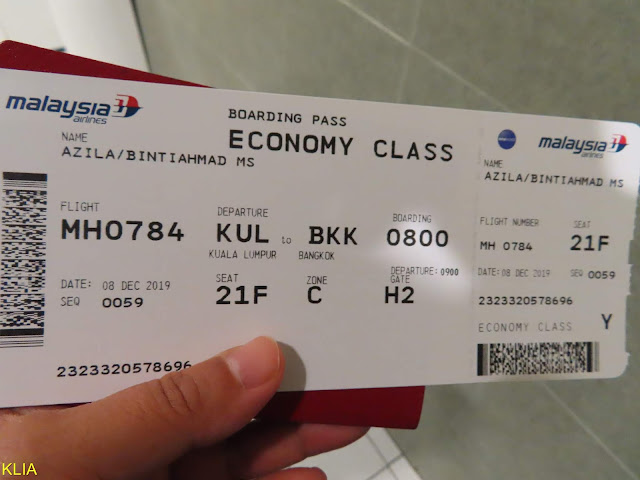 malaysia
airlines
BOARDING PASS
ECONOMY CLASS
NAME
AZILA/BINTIAHMAD MS
FLIGHT
MH0784
DEPARTURE
KUL to BKK
KUALA LUMPUR BANGKOK
BOARDING
0800
DEPARTURE: 0900
DATE: 08 DEC 2019
SEQ 0059
SEAT
21F
ZONE
C
GATE
H2
2323320578696
malaysia
airlines
NAME
AZILA/BINTIAHMAD MS
FLIGHT NUMBER
MH 0784
SEAT
21F
DATE: 08 DEC 2019 SEQ 0059
2323320578696
ECONOMY CLASS Y
KLIA